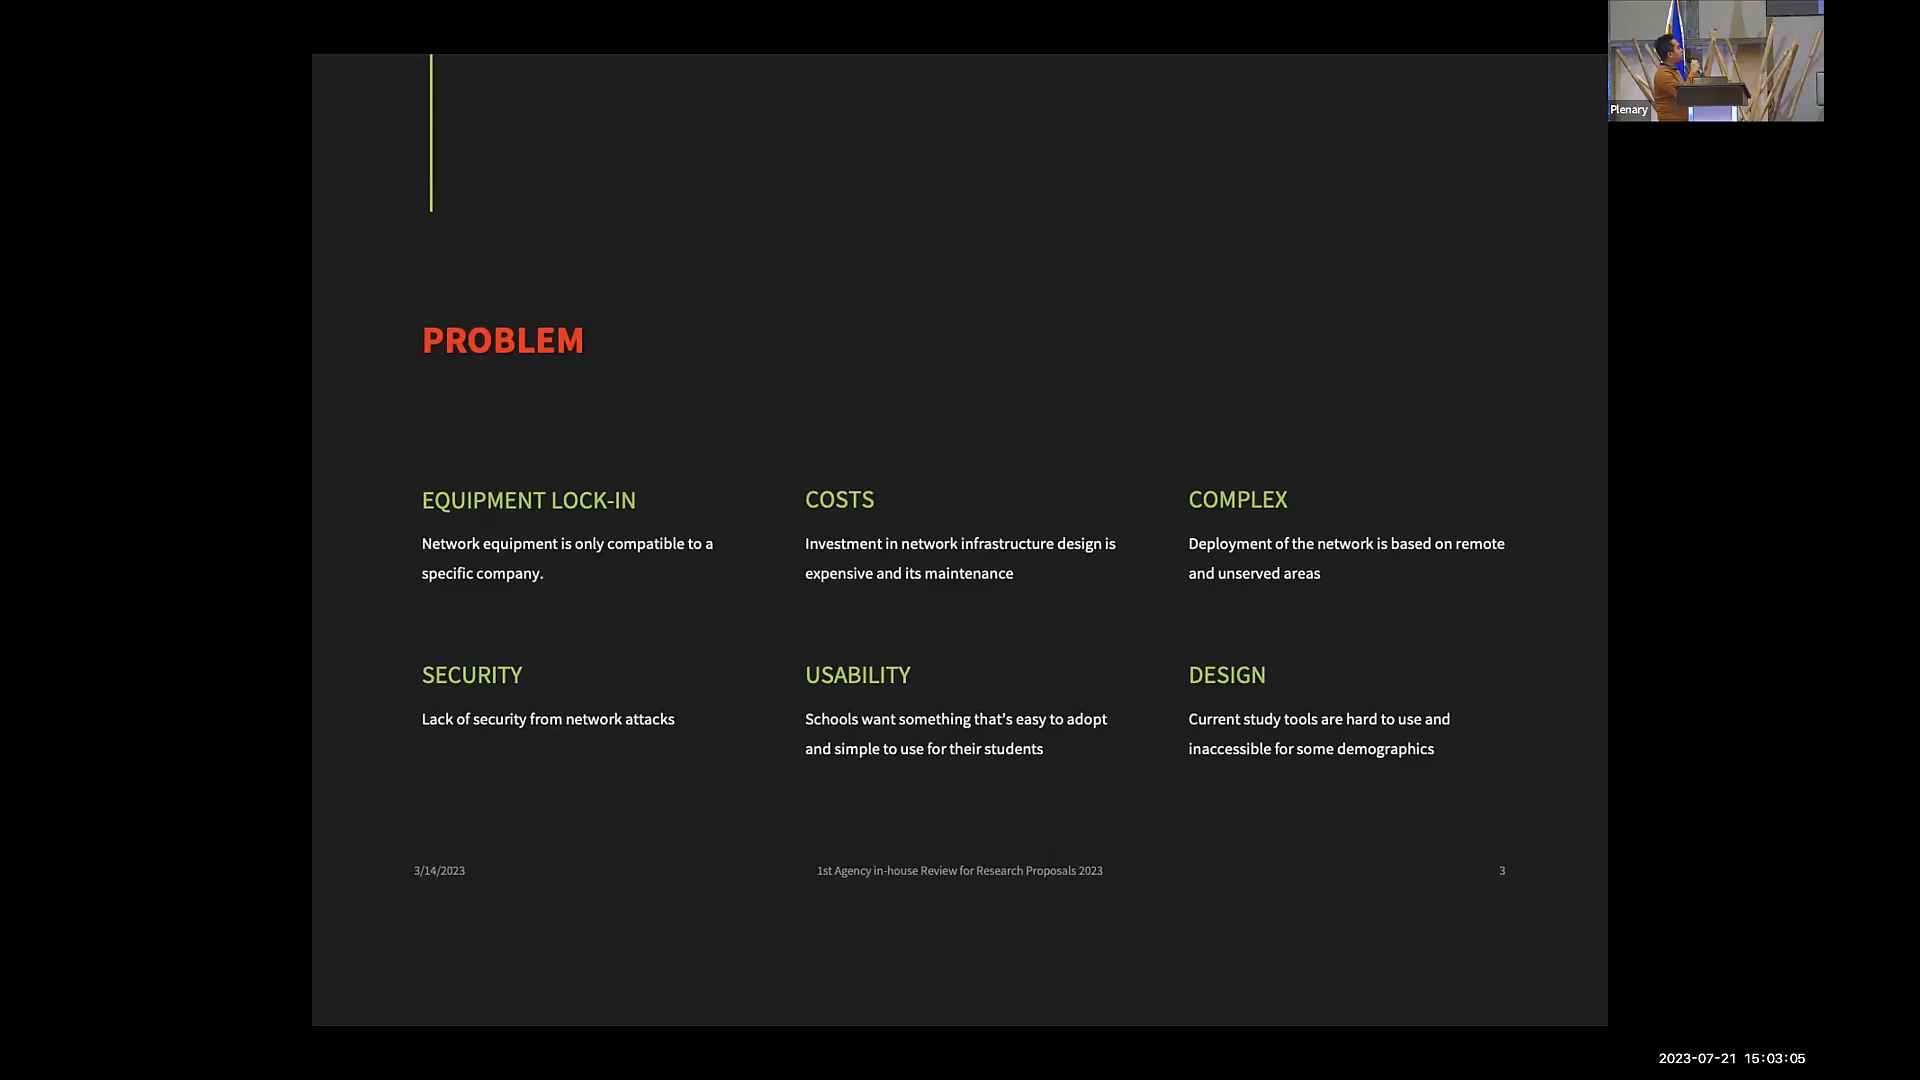 Plenary
PROBLEM
EQUIPMENT LOCK-IN
Network equipment is only compatible to a
specific company.
COSTS
Investment in network infrastructure design is
expensive and its maintenance
COMPLEX
Deployment of the network is based on remote
and unserved areas
SECURITY
Lack of security from network attacks
USABILITY
Schools want something that's easy to adopt
and simple to use for their students
DESIGN
Current study tools are hard to use and
inaccessible for some demographics
3/14/2023
1st Agency in-house Review for Research Proposals 2023
3
2023-07-21 15:03:05